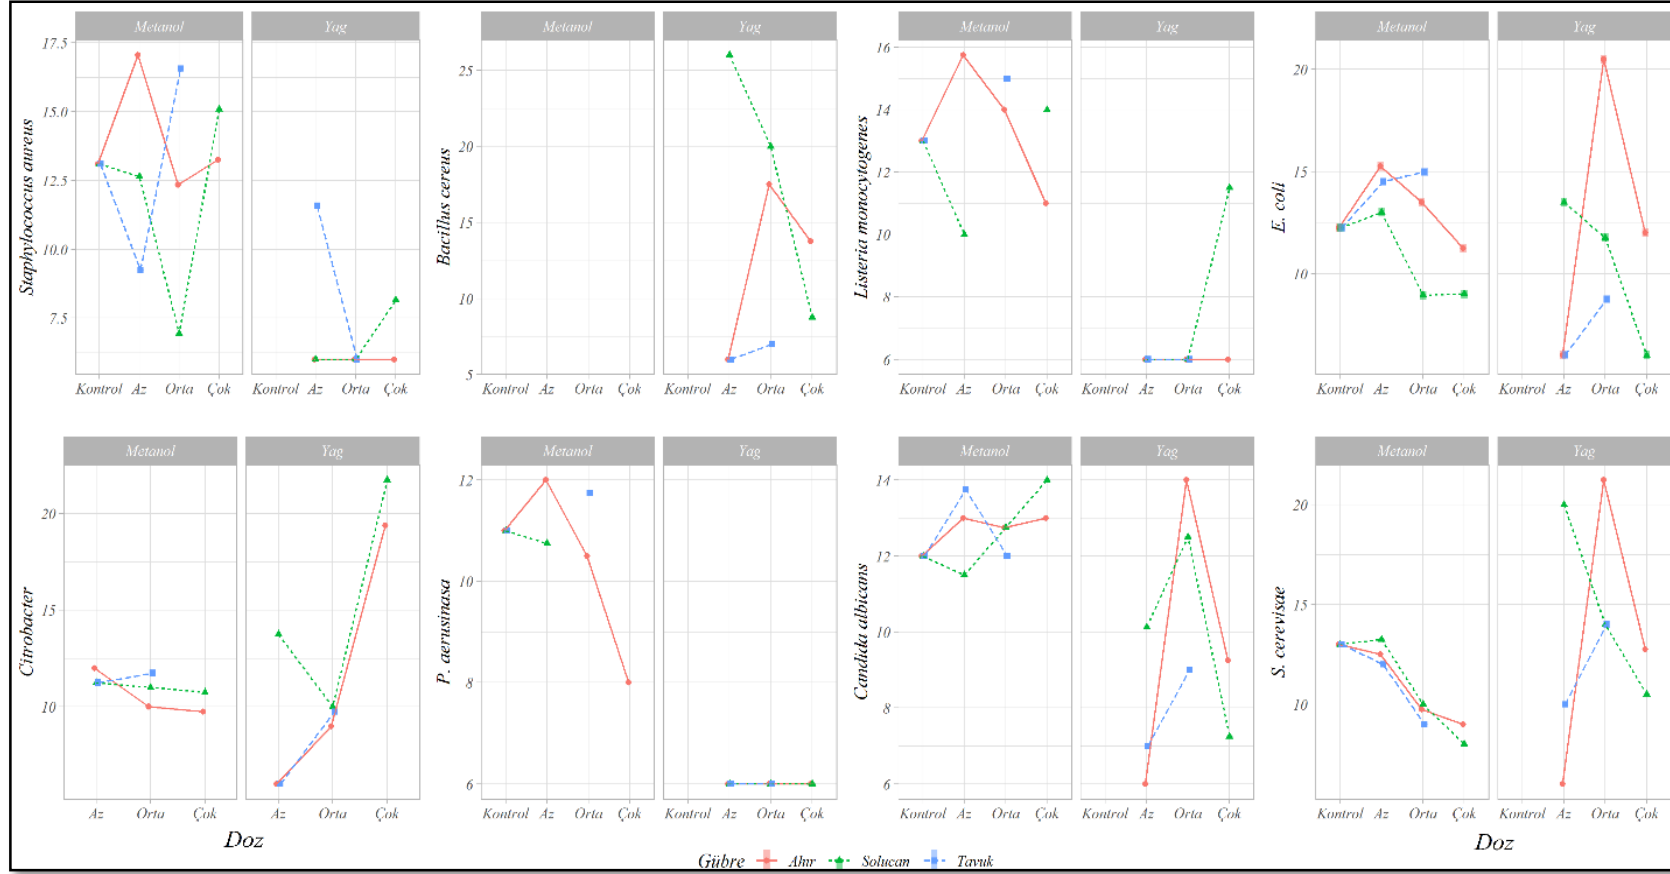 Metanol Yag
Staphylococcus aureus
17.5
15.0
12.5
10.0
7.5
Kontrol Az Orta Çok Kontrol Az Orta Çok
Metanol Yag
Bacillus cereus
25
20
15
10
5
Kontrol Az Orta Çok Kontrol Az Orta Çok
Metanol Yag
Listeria monocytogenes
16
14
12
10
8
6
Kontrol Az Orta Çok Kontrol Az Orta Çok
Metanol Yag
E. coli
20
15
10
Kontrol Az Orta Çok Kontrol Az Orta Çok
Metanol Yag
Citrobacter
20
15
10
Az Orta Çok Az Orta Çok
Doz
Metanol Yag
P. aerusinasa
12
10
8
6
Kontrol Az Orta Çok Kontrol Az Orta Çok
Metanol Yag
Candida albicans
14
12
10
8
6
Kontrol Az Orta Çok Kontrol Az Orta Çok
Metanol Yag
S. cerevisae
20
15
10
Kontrol Az Orta Çok Kontrol Az Orta Çok
Doz
Gübre Ahır Solucan Tavuk